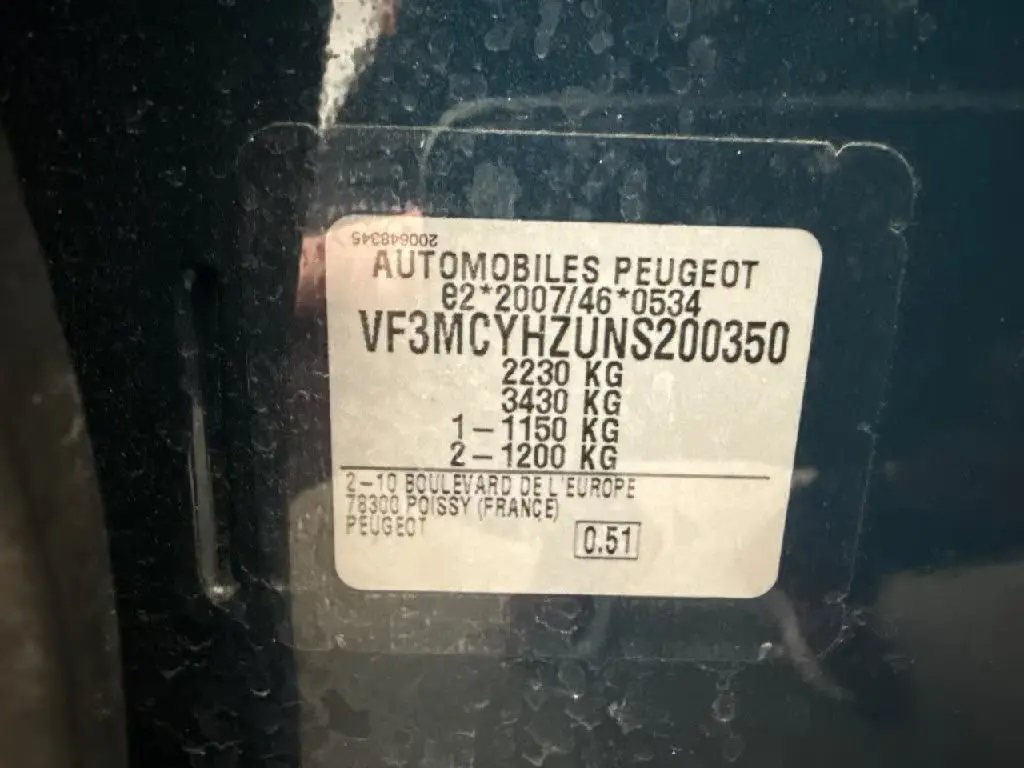 200648345
AUTOMOBILES PEUGEOT
e2*2007/46*0534
VF3MCYHZUNS200350
2230 KG
3430 KG
1-1150 KG
2-1200 KG
2-10 BOULEVARD DE L'EUROPE
78300 POISSY (FRANCE)
PEUGEOT
0.51